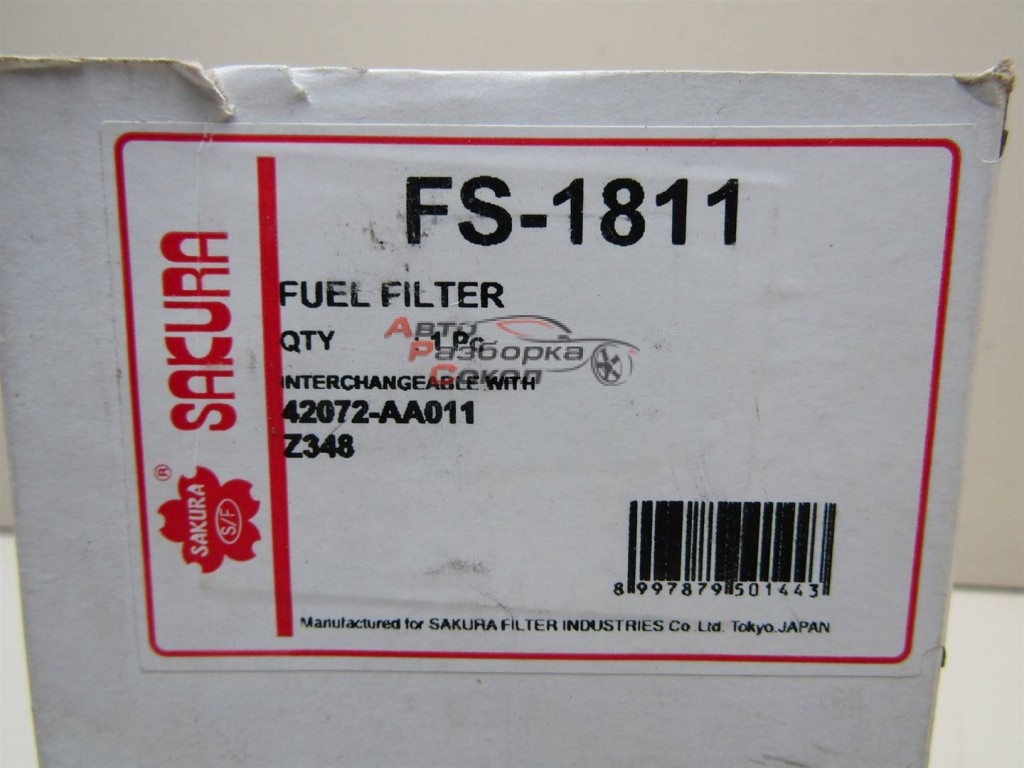 FS-1811
FUEL FILTER
QTY : 1 Pc
INTERCHANGEABLE WITH
42072-AA011
Z348
8 997879 501443
Manufactured for SAKURA FILTER INDUSTRIES Co.Ltd. Tokyo.JAPAN
SAKURA
®
SAKURA
S/F
Авто
Разборка
Сокол